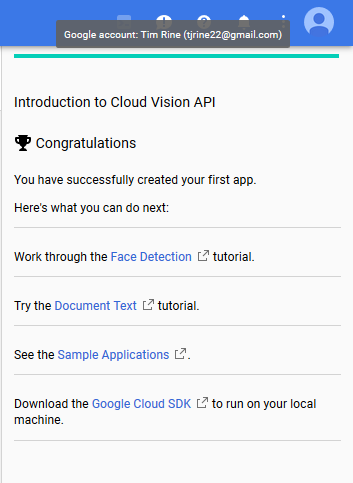 Google account: Tim Rine (tjrine22@gmail.com)
Introduction to Cloud Vision API
Congratulations
You have successfully created your first app.
Here's what you can do next:
Work through the Face Detection tutorial.
Try the Document Text tutorial.
See the Sample Applications .
Download the Google Cloud SDK to run on your local
machine.